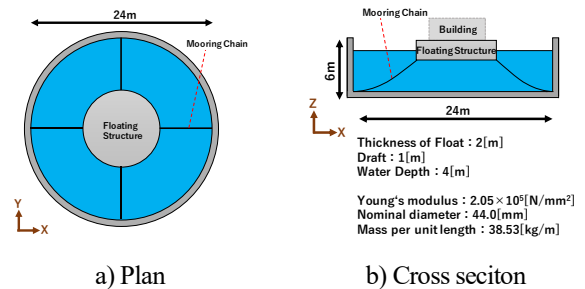 24m
Mooring Chain
Floating
Structure
Y
X
a) Plan
Building
Floating Structure
6m
Mooring Chain
Z
X
24m
Thickness of Float：2[m]
Draft：1[m]
Water Depth：4[m]
Young's modulus：2.05×10⁵[N/mm²]
Nominal diameter：44.0[mm]
Mass per unit length：38.53[kg/m]
b) Cross seciton